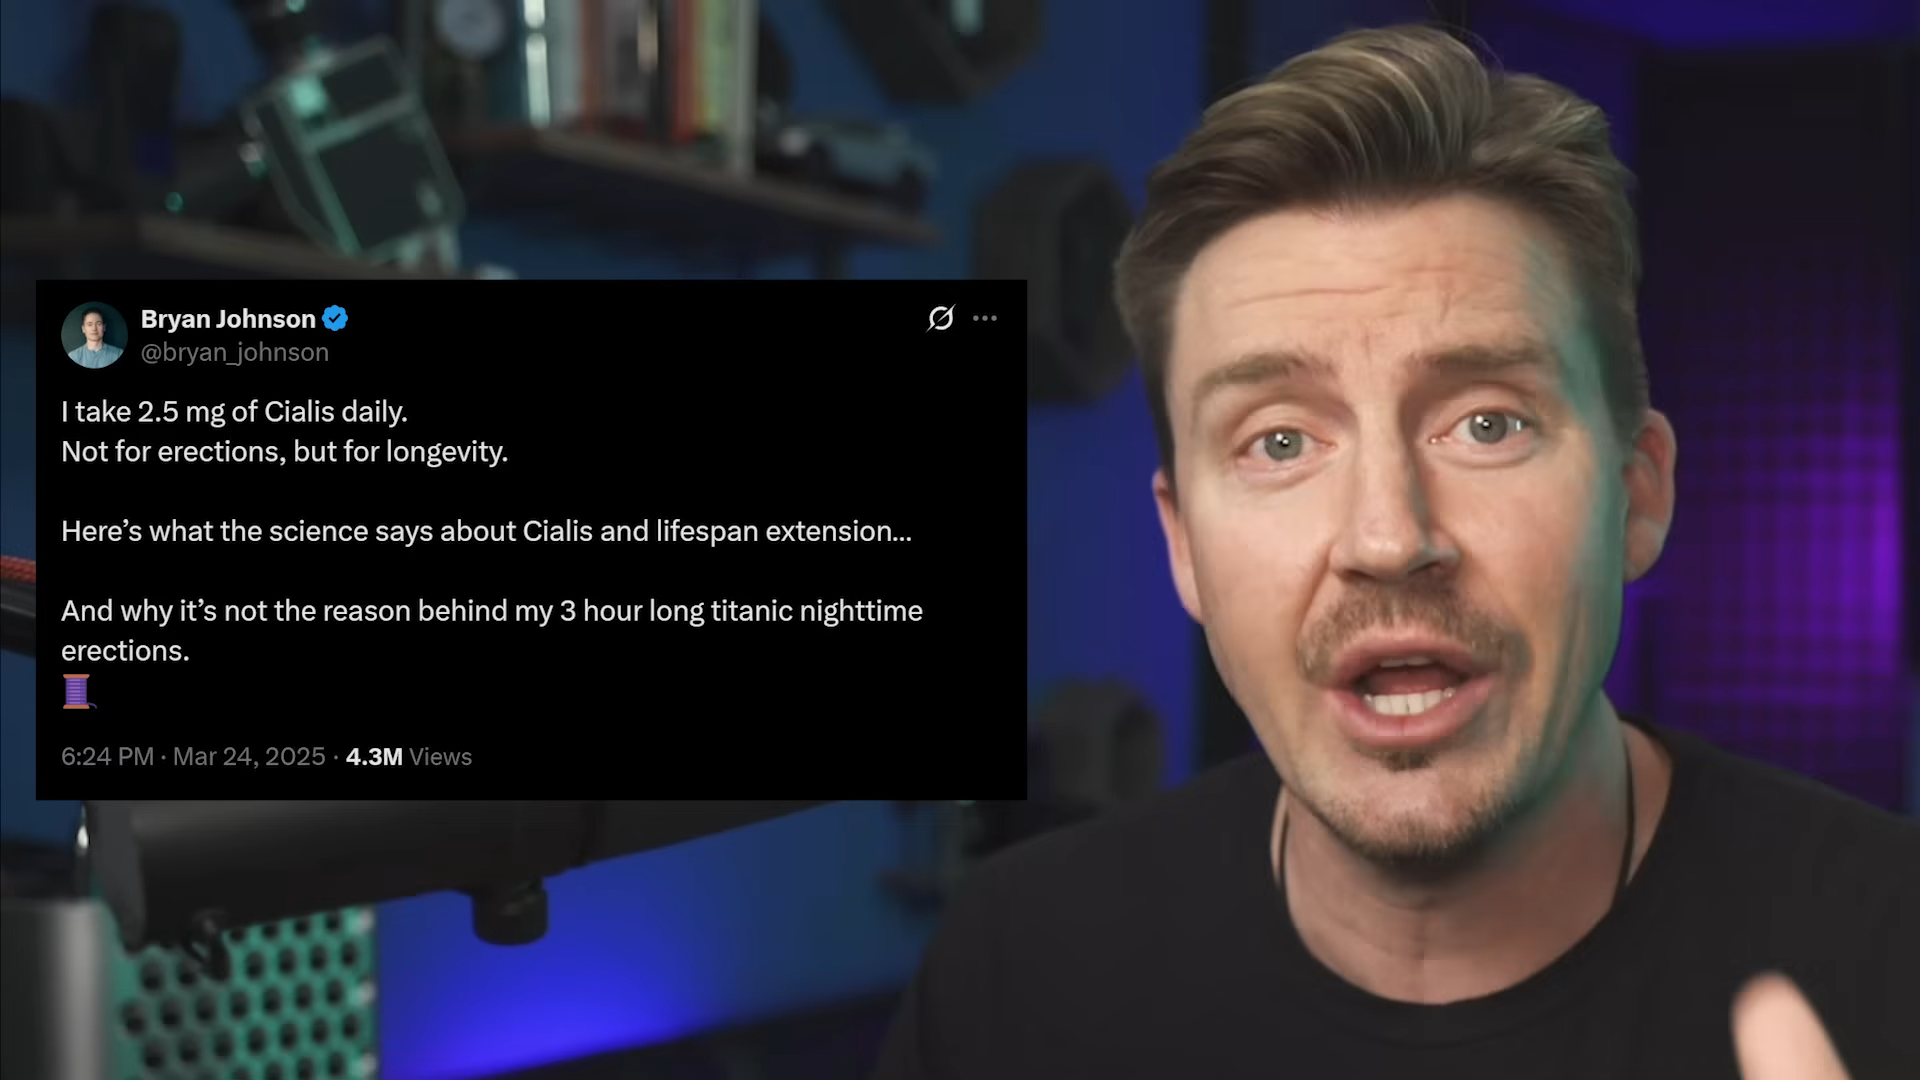 Bryan Johnson
@bryan_johnson
I take 2.5 mg of Cialis daily.
Not for erections, but for longevity.
Here’s what the science says about Cialis and lifespan extension...
And why it’s not the reason behind my 3 hour long titanic nighttime
erections.
6:24 PM · Mar 24, 2025 · 4.3M Views